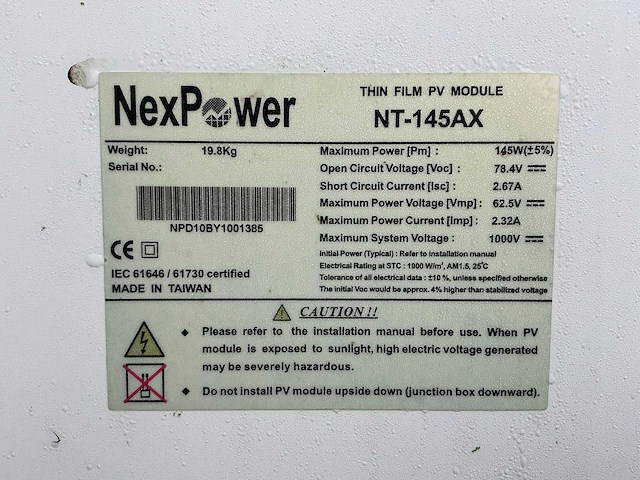 NexPower
THIN FILM PV MODULE
NT-145AX
Weight: 19.8Kg
Serial No.:
NPD10BY1001385
IEC 61646 / 61730 certified
MADE IN TAIWAN
Maximum Power [Pm] : 145W(±5%)
Open Circuit Voltage [Voc] : 78.4V
Short Circuit Current [Isc] : 2.67A
Maximum Power Voltage [Vmp] : 62.5V
Maximum Power Current [Imp] : 2.32A
Maximum System Voltage : 1000V
Initial Power (Typical) : Refer to installation manual
Electrical Rating at STC : 1000 W/m², AM1.5, 25°C
Tolerance of all electrical data : ±10 %, unless specified otherwise
The initial Voc would be approx. 4% higher than stabilized voltage
CAUTION !!
◆ Please refer to the installation manual before use. When PV
module is exposed to sunlight, high electric voltage generated
may be severely hazardous.
◆ Do not install PV module upside down (junction box downward).